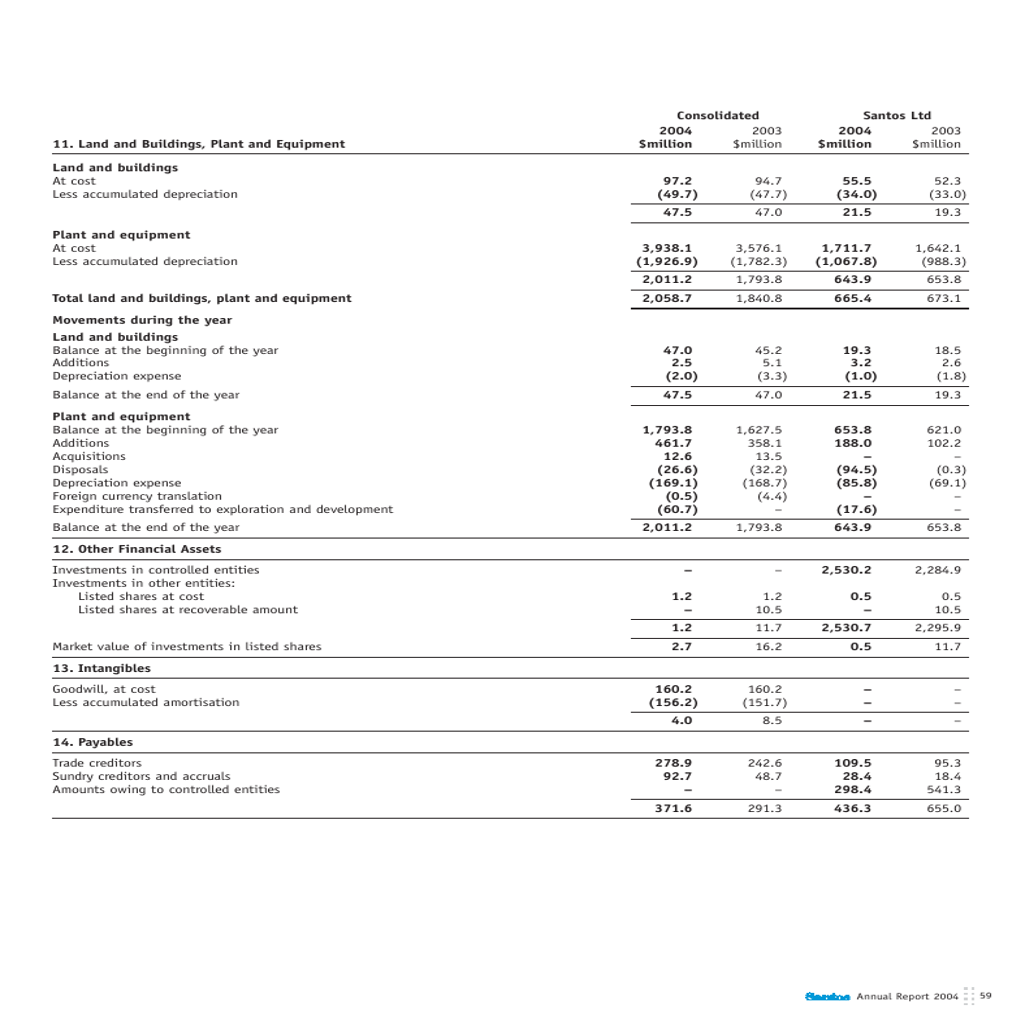 Consolidated Santos Ltd
2004 2003 2004 2003
11. Land and Buildings, Plant and Equipment $million $million $million $million
Land and buildings
At cost 97.2 94.7 55.5 52.3
Less accumulated depreciation (49.7) (47.7) (34.0) (33.0)
47.5 47.0 21.5 19.3
Plant and equipment
At cost 3,938.1 3,576.1 1,711.7 1,642.1
Less accumulated depreciation (1,926.9) (1,782.3) (1,067.8) (988.3)
2,011.2 1,793.8 643.9 653.8
Total land and buildings, plant and equipment 2,058.7 1,840.8 665.4 673.1
Movements during the year
Land and buildings
Balance at the beginning of the year 47.0 45.2 19.3 18.5
Additions 2.5 5.1 3.2 2.6
Depreciation expense (2.0) (3.3) (1.0) (1.8)
Balance at the end of the year 47.5 47.0 21.5 19.3
Plant and equipment
Balance at the beginning of the year 1,793.8 1,627.5 653.8 621.0
Additions 461.7 358.1 188.0 102.2
Acquisitions 12.6 13.5 – –
Disposals (26.6) (32.2) (94.5) (0.3)
Depreciation expense (169.1) (168.7) (85.8) (69.1)
Foreign currency translation (0.5) (4.4) – –
Expenditure transferred to exploration and development (60.7) – (17.6) –
Balance at the end of the year 2,011.2 1,793.8 643.9 653.8
12. Other Financial Assets
Investments in controlled entities – – 2,530.2 2,284.9
Investments in other entities:
Listed shares at cost 1.2 1.2 0.5 0.5
Listed shares at recoverable amount – 10.5 – 10.5
1.2 11.7 2,530.7 2,295.9
Market value of investments in listed shares 2.7 16.2 0.5 11.7
13. Intangibles
Goodwill, at cost 160.2 160.2 – –
Less accumulated amortisation (156.2) (151.7) – –
4.0 8.5 – –
14. Payables
Trade creditors 278.9 242.6 109.5 95.3
Sundry creditors and accruals 92.7 48.7 28.4 18.4
Amounts owing to controlled entities – – 298.4 541.3
371.6 291.3 436.3 655.0
Santos Annual Report 2004 59